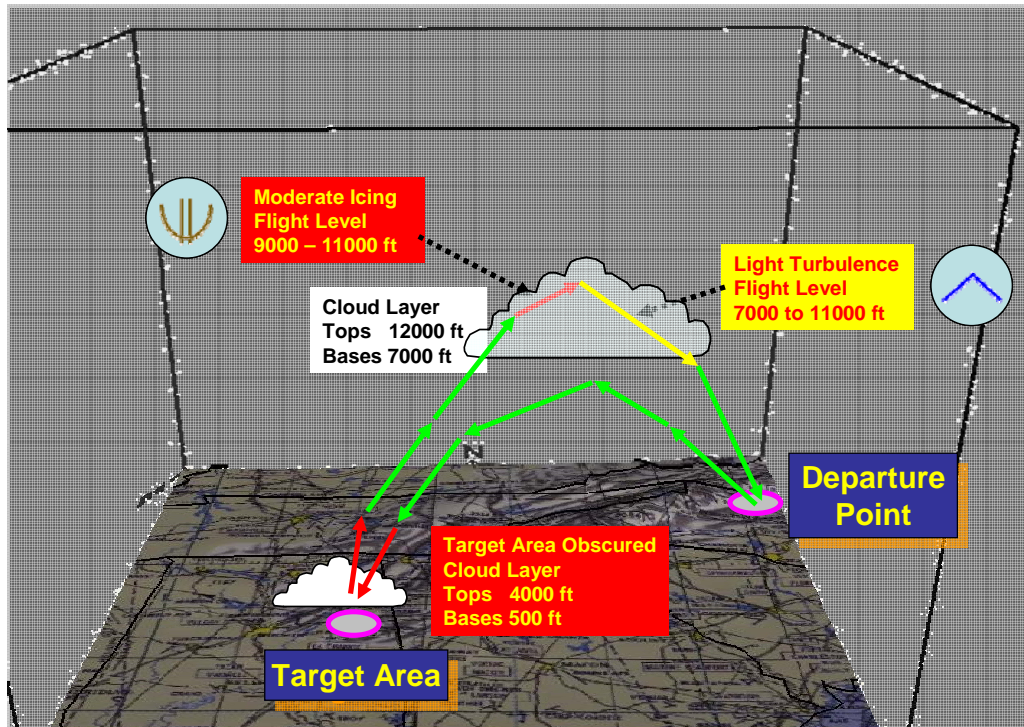 Moderate Icing
Flight Level
9000 – 11000 ft
Light Turbulence
Flight Level
7000 to 11000 ft
Cloud Layer
Tops 12000 ft
Bases 7000 ft
N
Departure
Point
Target Area Obscured
Cloud Layer
Tops 4000 ft
Bases 500 ft
Target Area